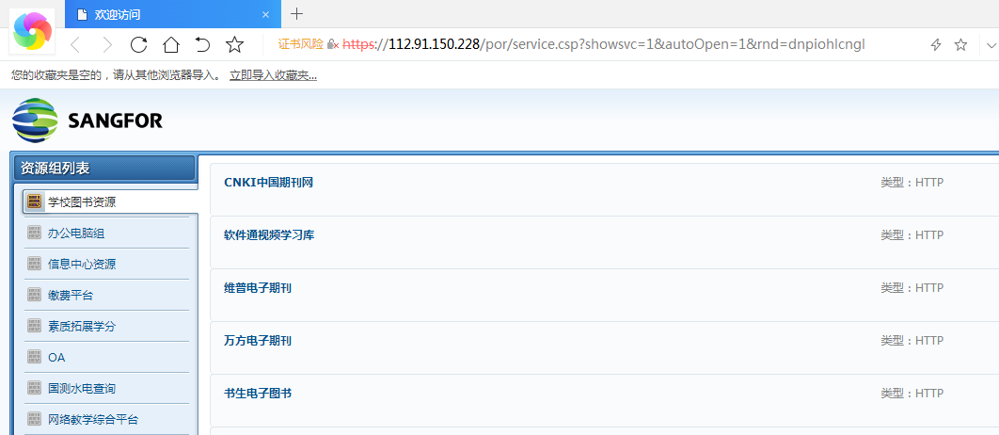 欢迎访问
证书风险 https://112.91.150.228/por/service.csp?showsvc=1&autoOpen=1&rnd=dnpiohlcngl
您的收藏夹是空的，请从其他浏览器导入。 立即导入收藏夹...
SANGFOR
资源组列表
学校图书资源
办公电脑组
信息中心资源
缴费平台
素质拓展学分
OA
国测水电查询
网络教学综合平台
CNKI中国期刊网 类型：HTTP
软件通视频学习库 类型：HTTP
维普电子期刊 类型：HTTP
万方电子期刊 类型：HTTP
书生电子图书 类型：HTTP